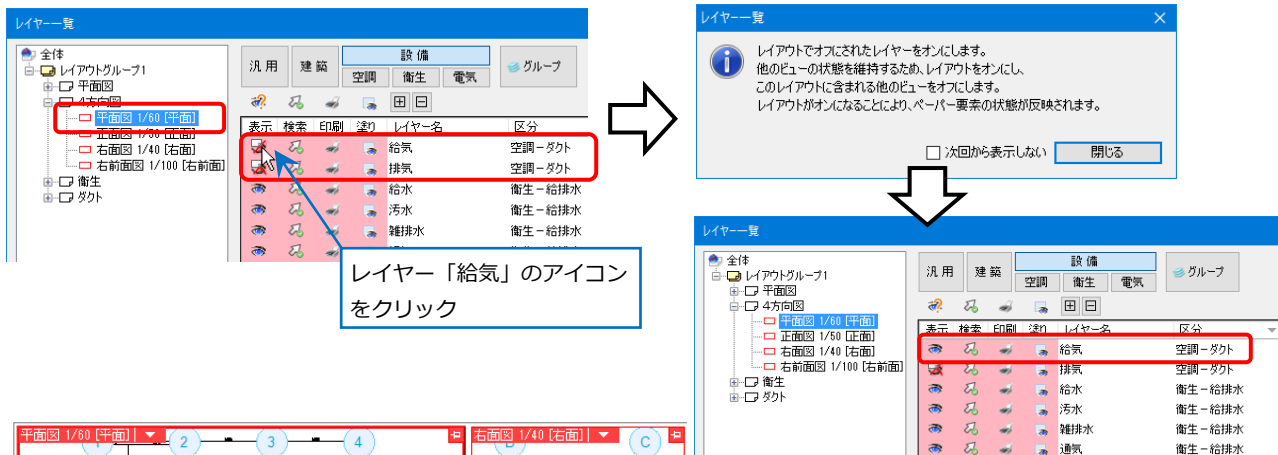 レイヤー一覧
全体
レイアウトグループ1
平面図
4方向図
平面図 1/60 [平面]
正面図 1/50 [正面]
右面図 1/40 [右面]
右前面図 1/100 [右前面]
衛生
ダクト
汎用 建築 設備 グループ
空調 衛生 電気
表示 検索 印刷 塗り レイヤー名 区分
給気 空調－ダクト
排気 空調－ダクト
給水 衛生－給排水
汚水 衛生－給排水
雑排水 衛生－給排水
レイヤー「給気」のアイコン
をクリック
レイヤー一覧
レイアウトでオフにされたレイヤーをオンにします。
他のビューの状態を維持するため、レイアウトをオンにし、
このレイアウトに含まれる他のビューをオフにします。
レイアウトがオンになることにより、ペーパー要素の状態が反映されます。
次回から表示しない 閉じる
レイヤー一覧
全体
レイアウトグループ1
平面図
4方向図
平面図 1/60 [平面]
正面図 1/50 [正面]
右面図 1/40 [右面]
右前面図 1/100 [右前面]
衛生
ダクト
汎用 建築 設備 グループ
空調 衛生 電気
表示 検索 印刷 塗り レイヤー名 区分
給気 空調－ダクト
排気 空調－ダクト
給水 衛生－給排水
汚水 衛生－給排水
雑排水 衛生－給排水
通気 衛生－給排水
平面図 1/60 [平面]
1 2 3 4
右面図 1/40 [右面]
C